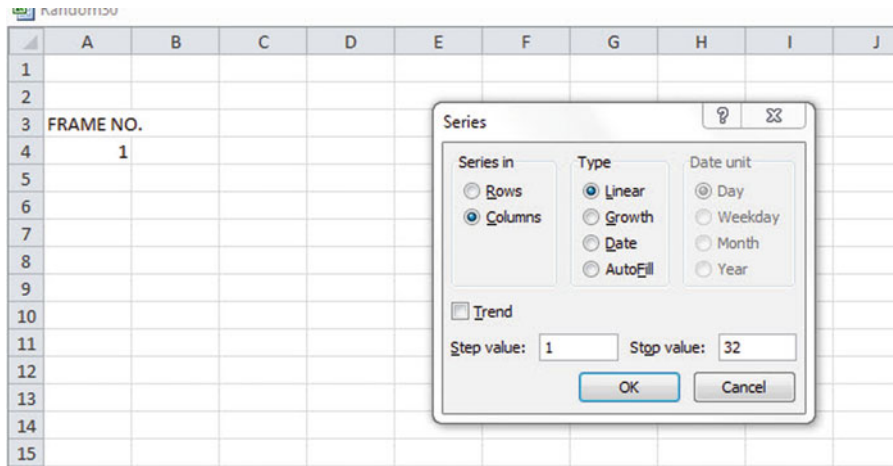 Random30
A B C D E F G H I J
1
2
3 FRAME NO.
4 1
5
6
7
8
9
10
11
12
13
14
15
Series
Series in Type Date unit
Rows Linear Day
Columns Growth Weekday
Date Month
AutoFill Year
Trend
Step value: 1 Stop value: 32
OK Cancel